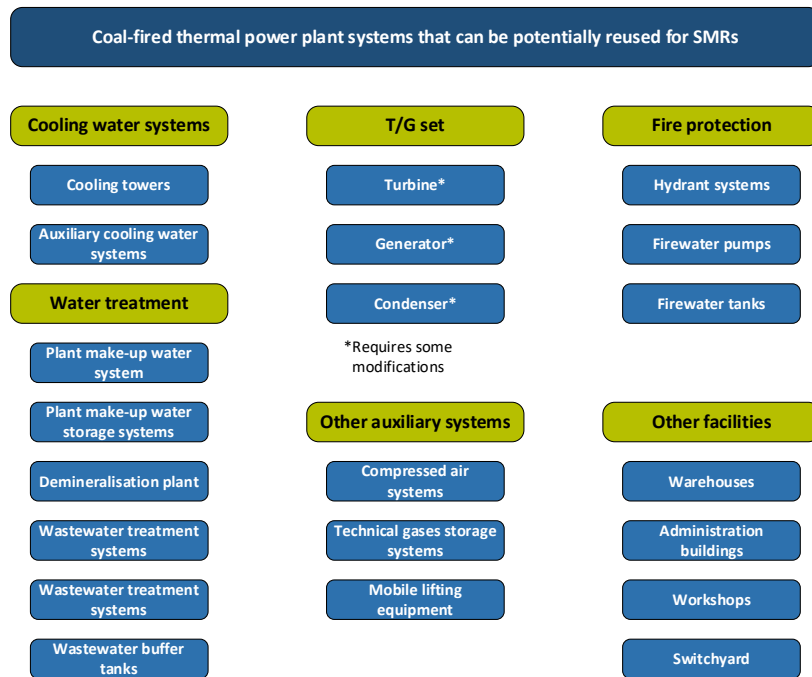 Coal-fired thermal power plant systems that can be potentially reused for SMRs
Cooling water systems
Cooling towers
Auxiliary cooling water
systems
Water treatment
Plant make-up water
system
Plant make-up water
storage systems
Demineralisation plant
Wastewater treatment
systems
Wastewater treatment
systems
Wastewater buffer
tanks
T/G set
Turbine*
Generator*
Condenser*
*Requires some
modifications
Other auxiliary systems
Compressed air
systems
Technical gases storage
systems
Mobile lifting
equipment
Fire protection
Hydrant systems
Firewater pumps
Firewater tanks
Other facilities
Warehouses
Administration
buildings
Workshops
Switchyard